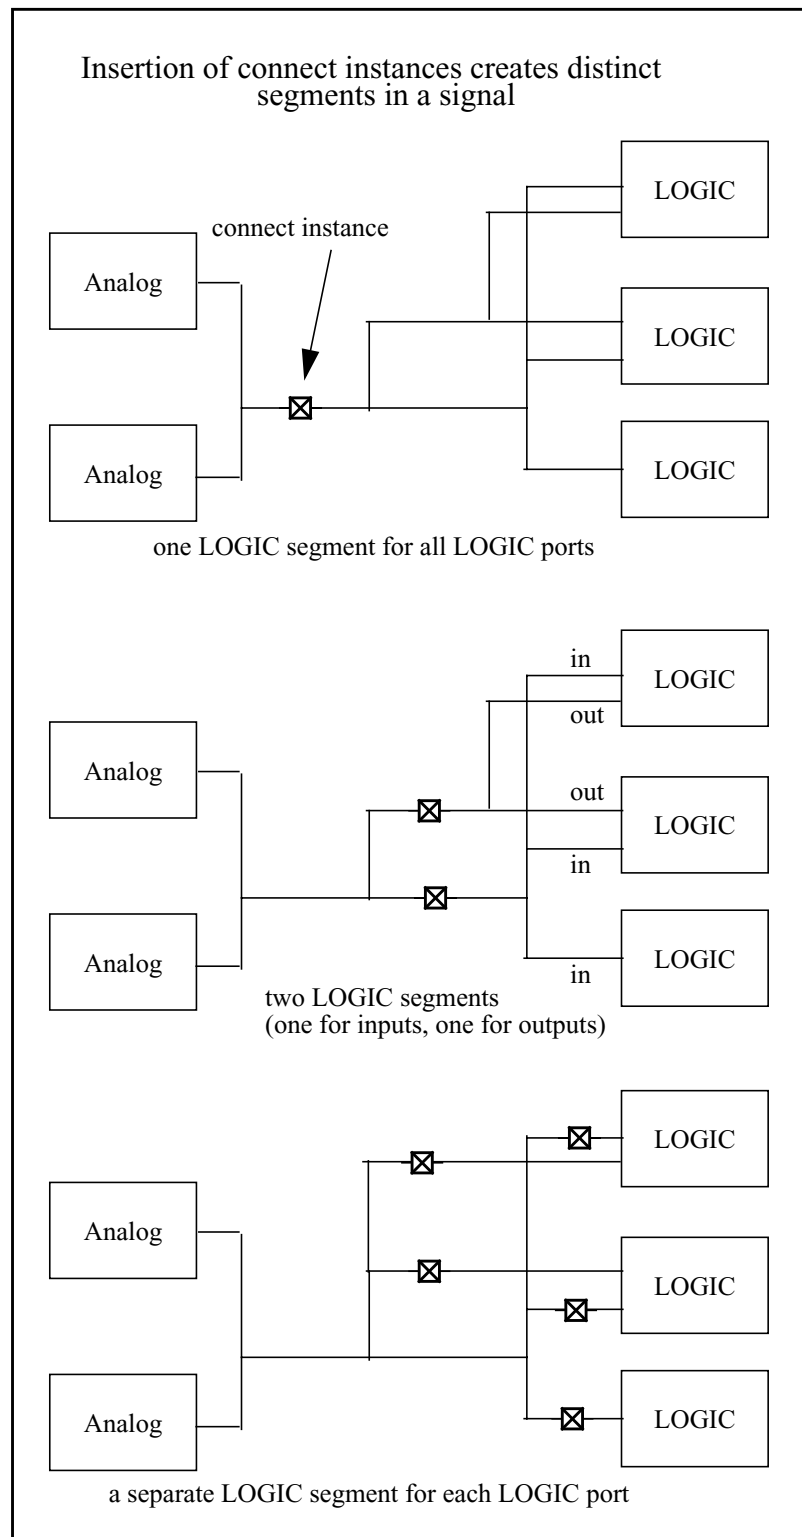 Insertion of connect instances creates distinct
segments in a signal
LOGIC
connect instance
Analog
LOGIC
Analog
LOGIC
one LOGIC segment for all LOGIC ports
in
LOGIC
out
Analog
out
LOGIC
in
Analog
LOGIC
in
two LOGIC segments
(one for inputs, one for outputs)
LOGIC
Analog
LOGIC
Analog
LOGIC
a separate LOGIC segment for each LOGIC port